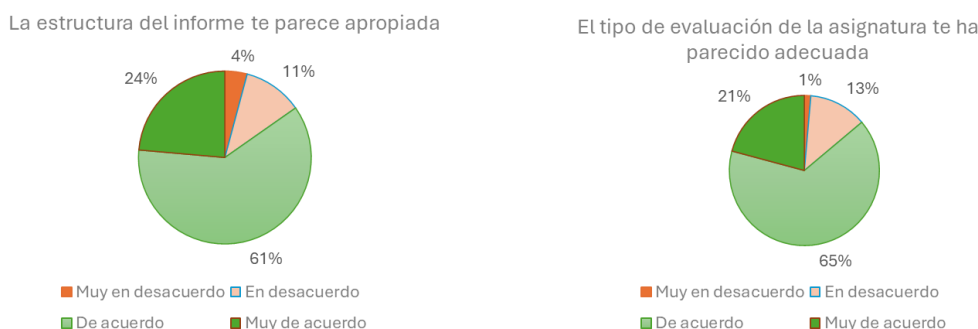 La estructura del informe te parece apropiada
4%
11%
24%
61%
Muy en desacuerdo En desacuerdo
De acuerdo Muy de acuerdo
El tipo de evaluación de la asignatura te ha
parecido adecuada
1%
13%
21%
65%
Muy en desacuerdo En desacuerdo
De acuerdo Muy de acuerdo